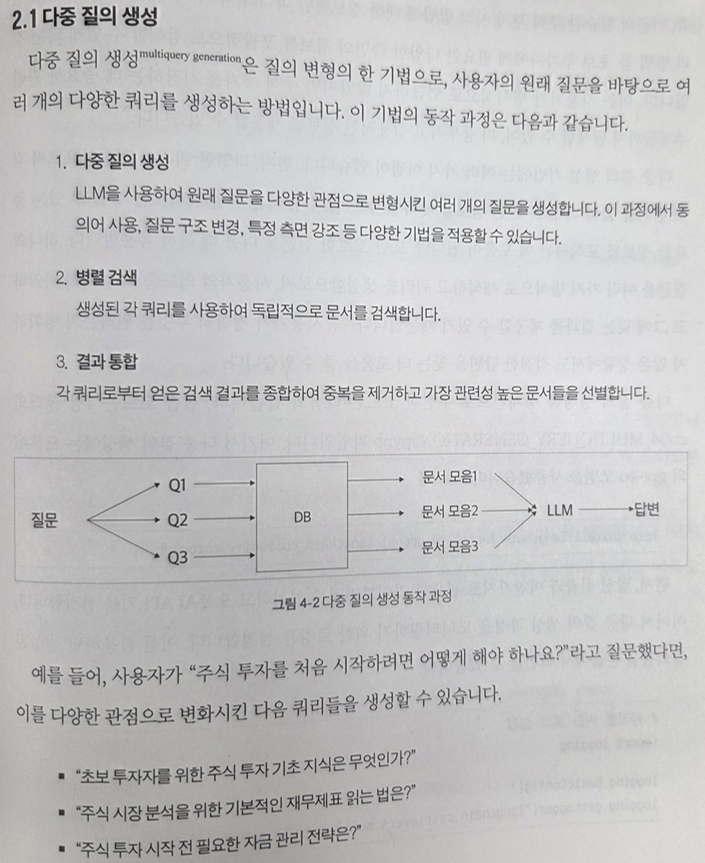 2.1 다중 질의 생성
다중 질의 생성multiquery generation은 질의 변형의 한 기법으로, 사용자의 원래 질문을 바탕으로 여
러 개의 다양한 쿼리를 생성하는 방법입니다. 이 기법의 동작 과정은 다음과 같습니다.
1. 다중 질의 생성
LLM을 사용하여 원래 질문을 다양한 관점으로 변형시킨 여러 개의 질문을 생성합니다. 이 과정에서 동
의어 사용, 질문 구조 변경, 특정 측면 강조 등 다양한 기법을 적용할 수 있습니다.
2. 병렬 검색
생성된 각 쿼리를 사용하여 독립적으로 문서를 검색합니다.
3. 결과 통합
각 쿼리로부터 얻은 검색 결과를 종합하여 중복을 제거하고 가장 관련성 높은 문서들을 선별합니다.
Q1 문서 모음1
질문 Q2 DB 문서 모음2 LLM 답변
Q3 문서 모음3
그림 4-2 다중 질의 생성 동작 과정
예를 들어, 사용자가 “주식 투자를 처음 시작하려면 어떻게 해야 하나요?”라고 질문했다면,
이를 다양한 관점으로 변화시킨 다음 쿼리들을 생성할 수 있습니다.
▪ “초보 투자자를 위한 주식 투자 기초 지식은 무엇인가?”
▪ “주식 시장 분석을 위한 기본적인 재무제표 읽는 법은?”
▪ “주식 투자 시작 전 필요한 자금 관리 전략은?”